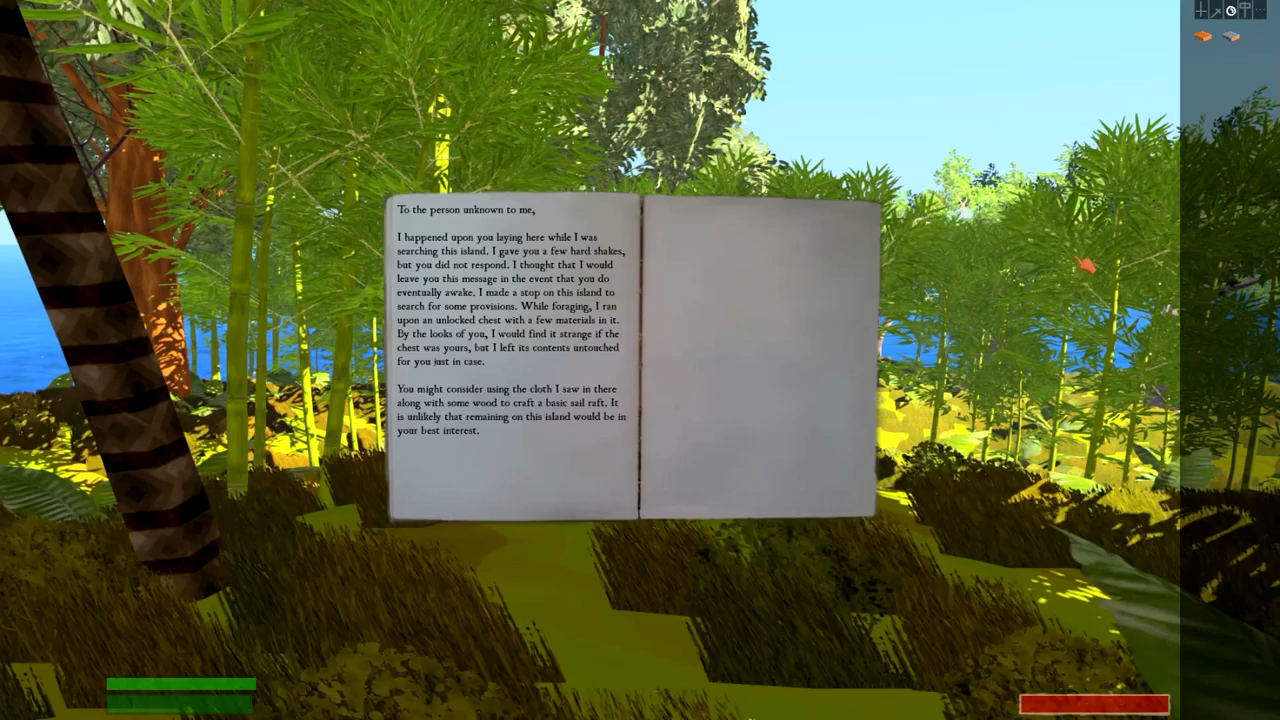 To the person unknown to me,
I happened upon you laying here while I was
searching this island. I gave you a few hard shakes,
but you did not respond. I thought that I would
leave you this message in the event that you do
eventually awake. I made a stop on this island to
search for some provisions. While foraging, I ran
upon an unlocked chest with a few materials in it.
By the looks of you, I would find it strange if the
chest was yours, but I left its contents untouched
for you just in case.
You might consider using the cloth I saw in there
along with some wood to craft a basic sail raft. It
is unlikely that remaining on this island would be in
your best interest.